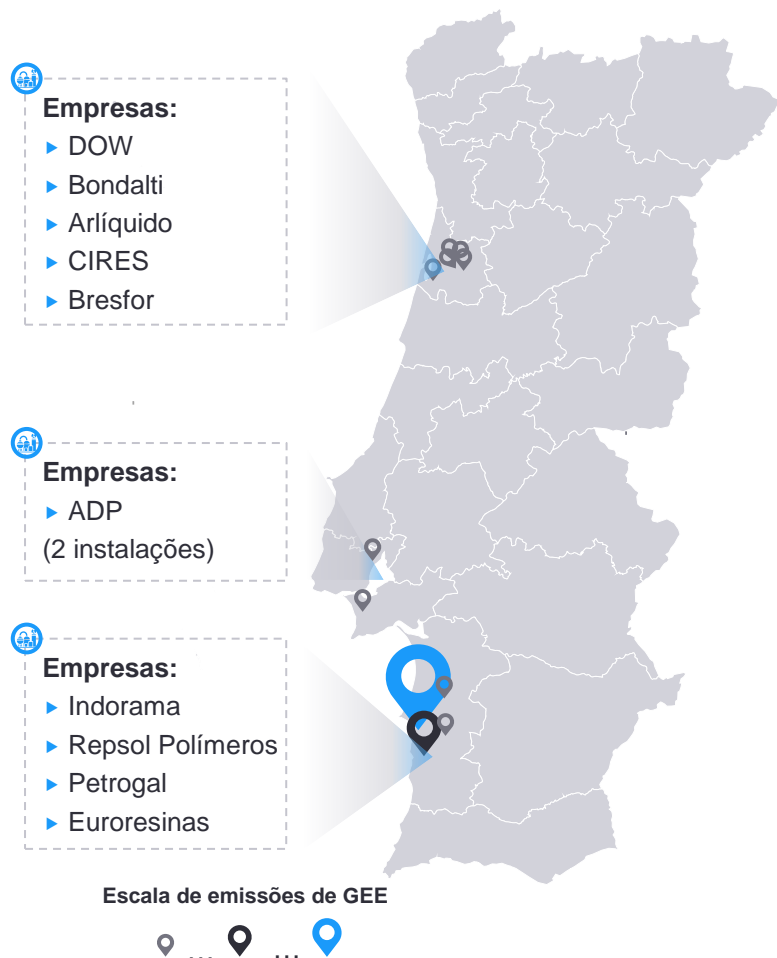 Empresas:
DOW
Bondalti
Arlíquido
CIRES
Bresfor
Empresas:
ADP
(2 instalações)
Empresas:
Indorama
Repsol Polímeros
Petrogal
Euroresinas
Escala de emissões de GEE